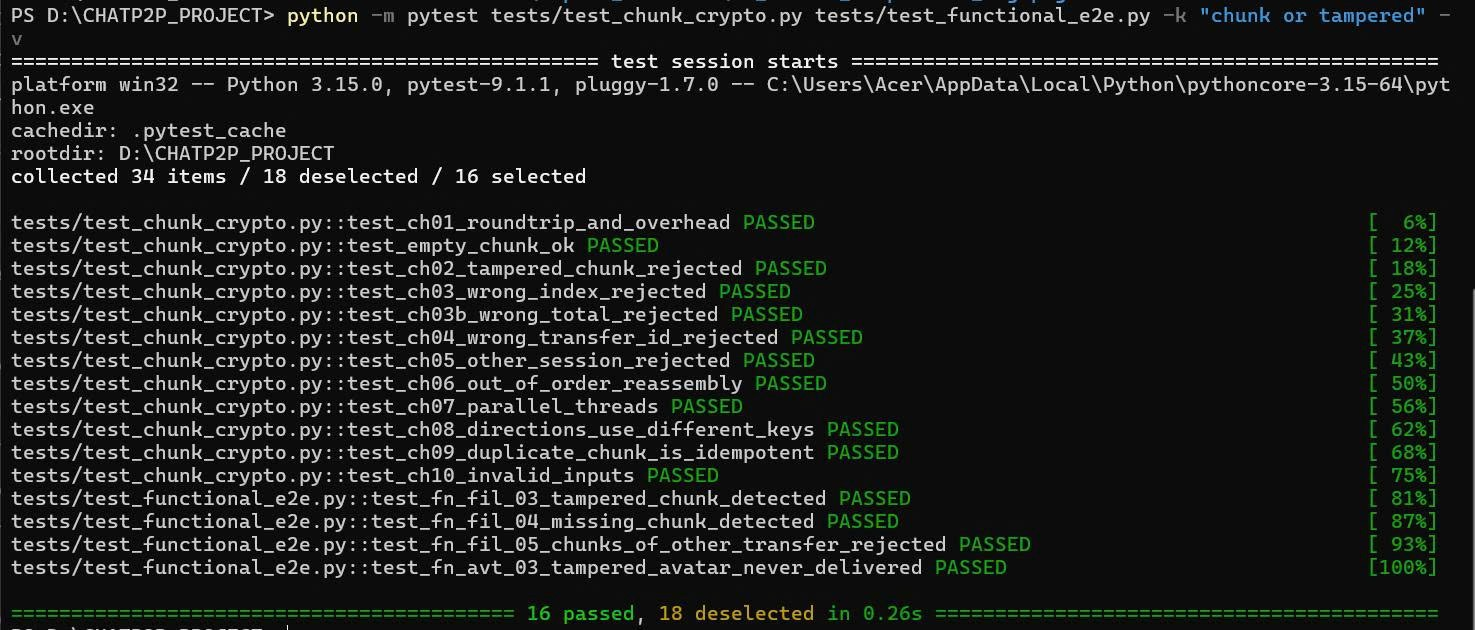 PS D:\CHATP2P_PROJECT> python -m pytest tests/test_chunk_crypto.py tests/test_functional_e2e.py -k "chunk or tampered" -
v
============================================== test session starts ==============================================
platform win32 -- Python 3.15.0, pytest-9.1.1, pluggy-1.7.0 -- C:\Users\Acer\AppData\Local\Python\pythoncore-3.15-64\pyt
hon.exe
cachedir: .pytest_cache
rootdir: D:\CHATP2P_PROJECT
collected 34 items / 18 deselected / 16 selected
tests/test_chunk_crypto.py::test_ch01_roundtrip_and_overhead PASSED [  6%]
tests/test_chunk_crypto.py::test_empty_chunk_ok PASSED [ 12%]
tests/test_chunk_crypto.py::test_ch02_tampered_chunk_rejected PASSED [ 18%]
tests/test_chunk_crypto.py::test_ch03_wrong_index_rejected PASSED [ 25%]
tests/test_chunk_crypto.py::test_ch03b_wrong_total_rejected PASSED [ 31%]
tests/test_chunk_crypto.py::test_ch04_wrong_transfer_id_rejected PASSED [ 37%]
tests/test_chunk_crypto.py::test_ch05_other_session_rejected PASSED [ 43%]
tests/test_chunk_crypto.py::test_ch06_out_of_order_reassembly PASSED [ 50%]
tests/test_chunk_crypto.py::test_ch07_parallel_threads PASSED [ 56%]
tests/test_chunk_crypto.py::test_ch08_directions_use_different_keys PASSED [ 62%]
tests/test_chunk_crypto.py::test_ch09_duplicate_chunk_is_idempotent PASSED [ 68%]
tests/test_chunk_crypto.py::test_ch10_invalid_inputs PASSED [ 75%]
tests/test_functional_e2e.py::test_fn_fil_03_tampered_chunk_detected PASSED [ 81%]
tests/test_functional_e2e.py::test_fn_fil_04_missing_chunk_detected PASSED [ 87%]
tests/test_functional_e2e.py::test_fn_fil_05_chunks_of_other_transfer_rejected PASSED [ 93%]
tests/test_functional_e2e.py::test_fn_avt_03_tampered_avatar_never_delivered PASSED [100%]
========================================== 16 passed, 18 deselected in 0.26s ==========================================